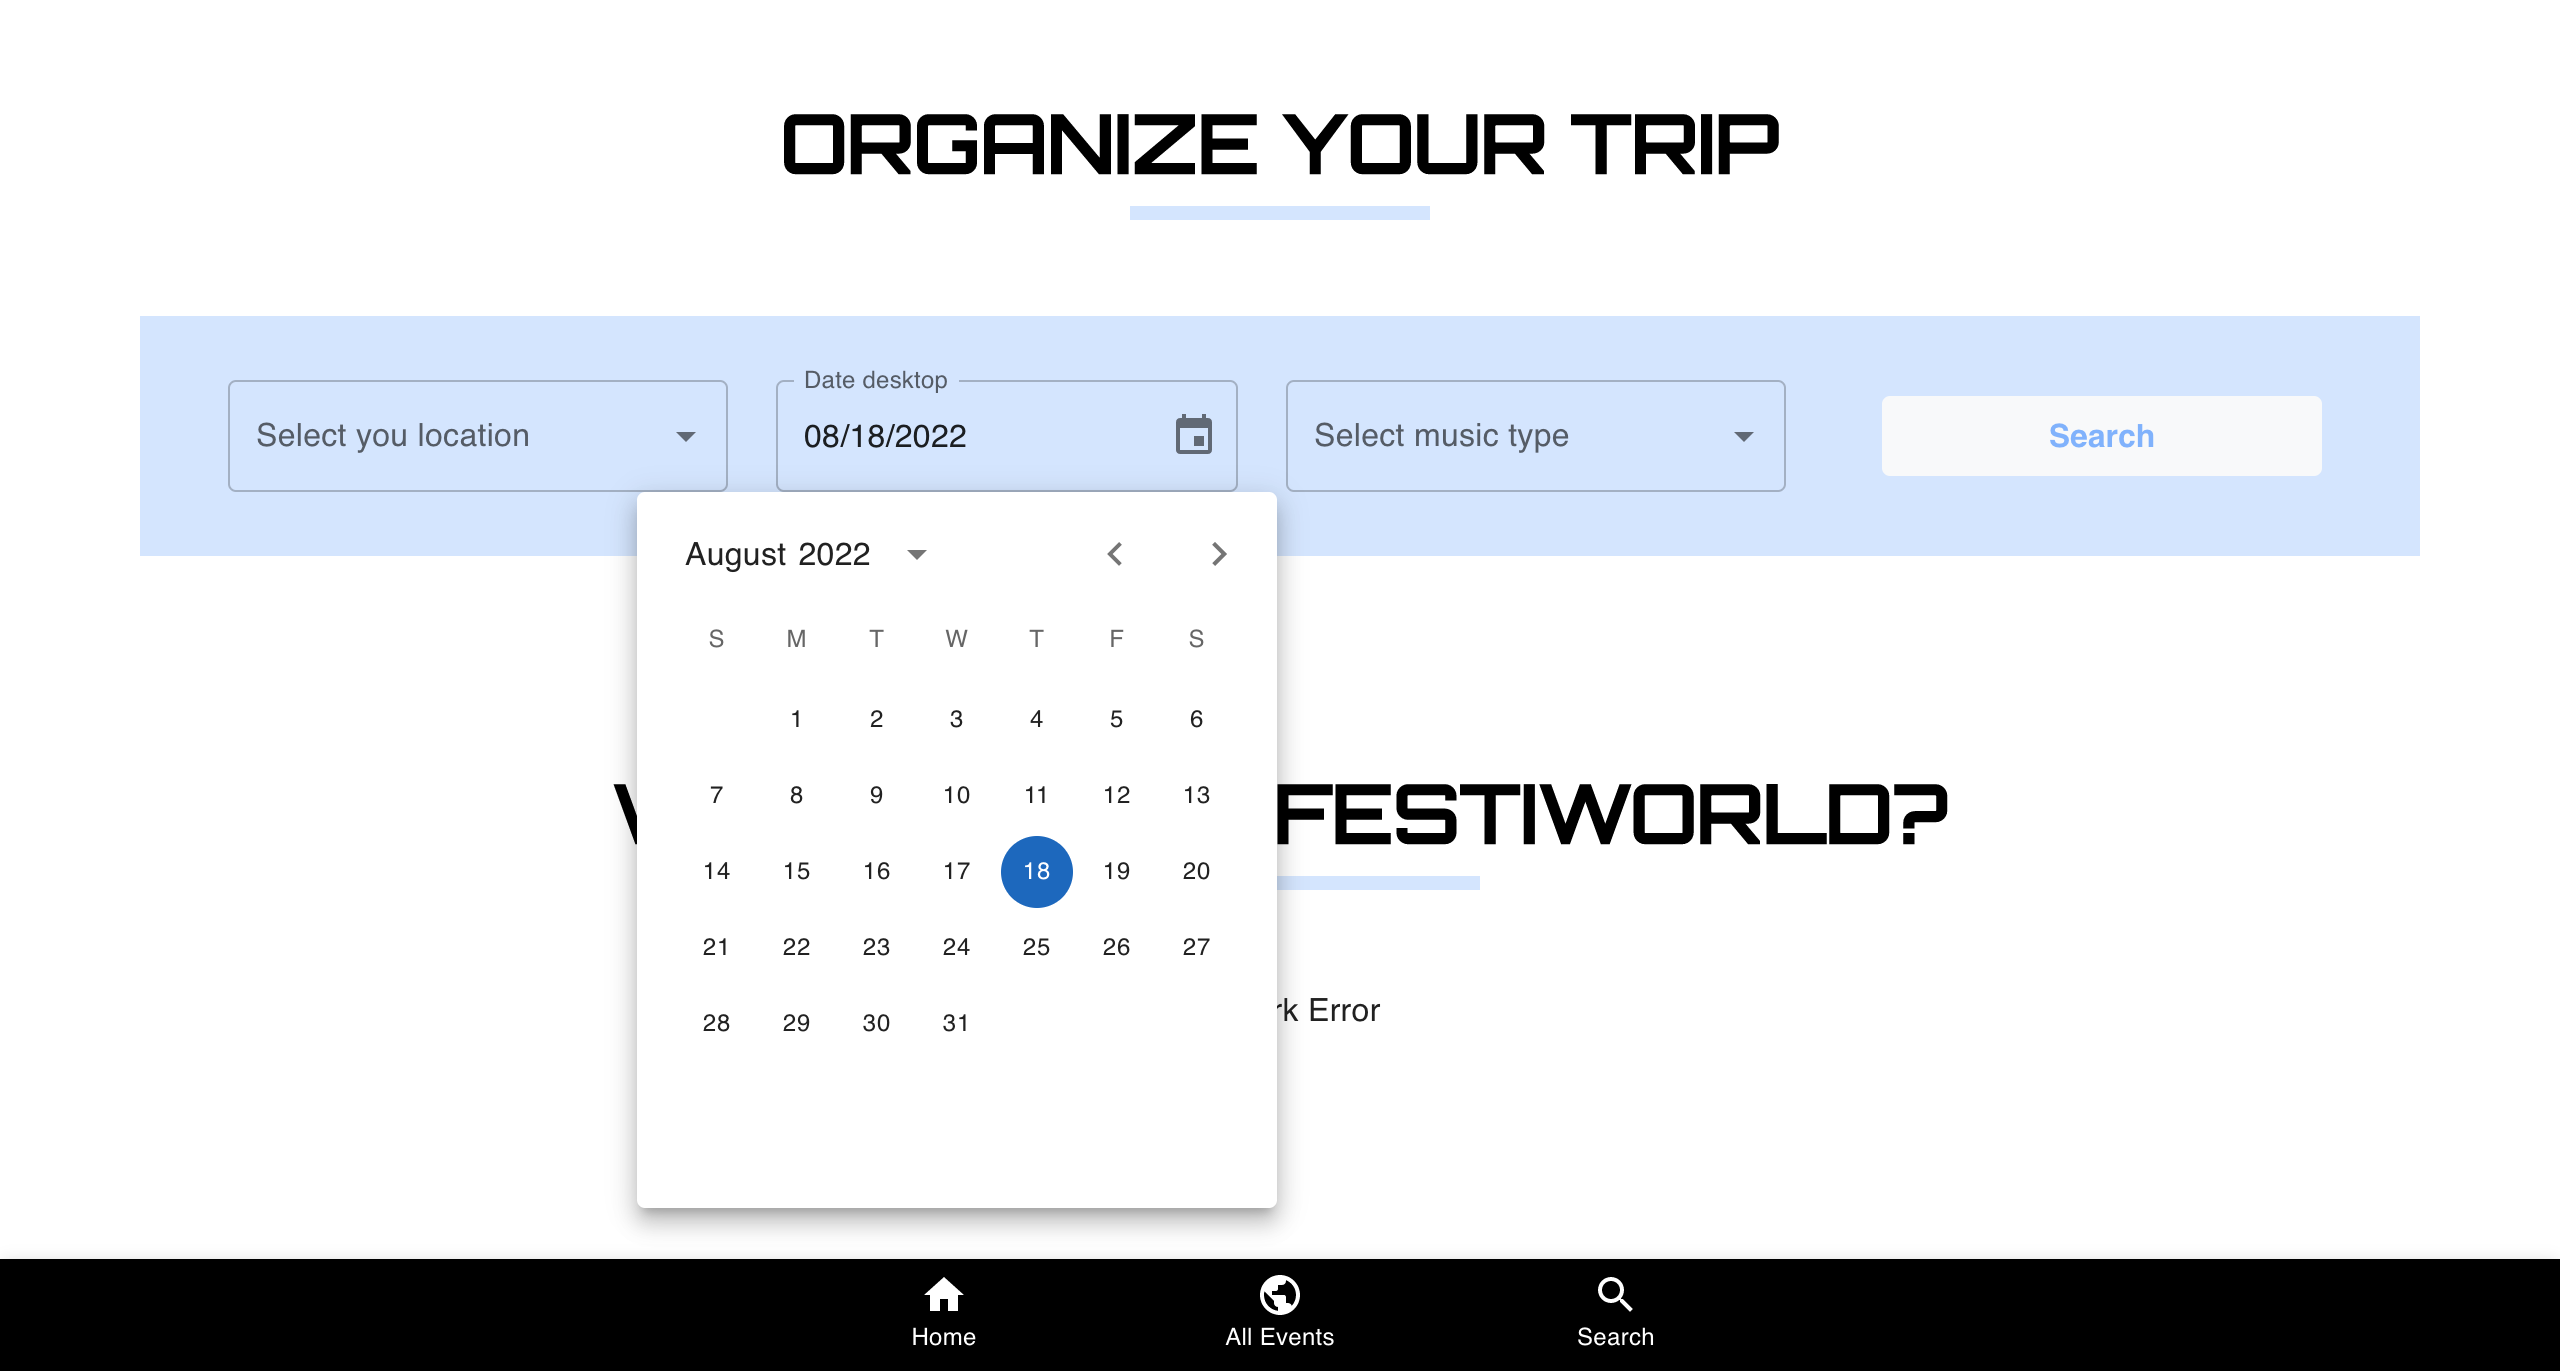 ORGANIZE YOUR TRIP
Date desktop
Select you location
08/18/2022
Select music type
Search
August 2022
S M T W T F S
1 2 3 4 5 6
7 8 9 10 11 12 13
14 15 16 17 18 19 20
21 22 23 24 25 26 27
28 29 30 31
FESTIWORLD?
Error
Home
All Events
Search